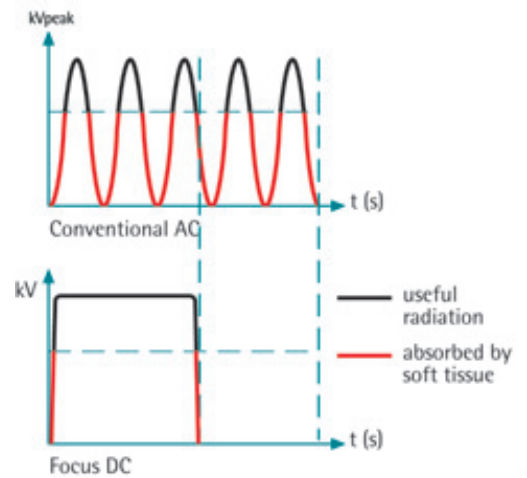 kVpeak
t (s)
Conventional AC
kV
useful
radiation
absorbed by
soft tissue
t (s)
Focus DC